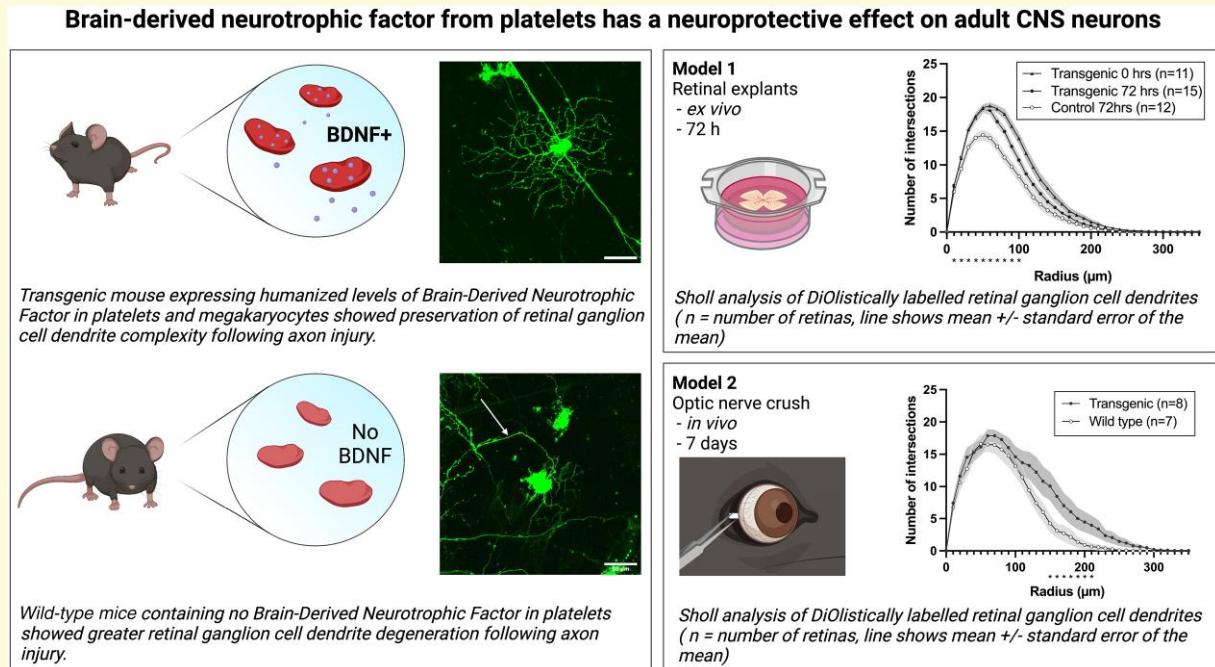 Brain-derived neurotrophic factor from platelets has a neuroprotective effect on adult CNS neurons
BDNF+
Transgenic mouse expressing humanized levels of Brain-Derived Neurotrophic
Factor in platelets and megakaryocytes showed preservation of retinal ganglion
cell dendrite complexity following axon injury.
No
BDNF
50 µm
Wild-type mice containing no Brain-Derived Neurotrophic Factor in platelets
showed greater retinal ganglion cell dendrite degeneration following axon
injury.
Model 1
Retinal explants
- ex vivo
- 72 h
Number of intersections
25
20
15
10
5
0
Transgenic 0 hrs (n=11)
Transgenic 72 hrs (n=15)
Control 72hrs (n=12)
0 100 200 300
* * * * * * * * * *
Radius (µm)
Sholl analysis of DiOlistically labelled retinal ganglion cell dendrites
( n = number of retinas, line shows mean +/- standard error of the
mean)
Model 2
Optic nerve crush
- in vivo
- 7 days
Number of intersections
25
20
15
10
5
0
Transgenic (n=8)
Wild type (n=7)
0 100 200 300
* * * * * * *
Radius (µm)
Sholl analysis of DiOlistically labelled retinal ganglion cell dendrites
( n = number of retinas, line shows mean +/- standard error of the
mean)